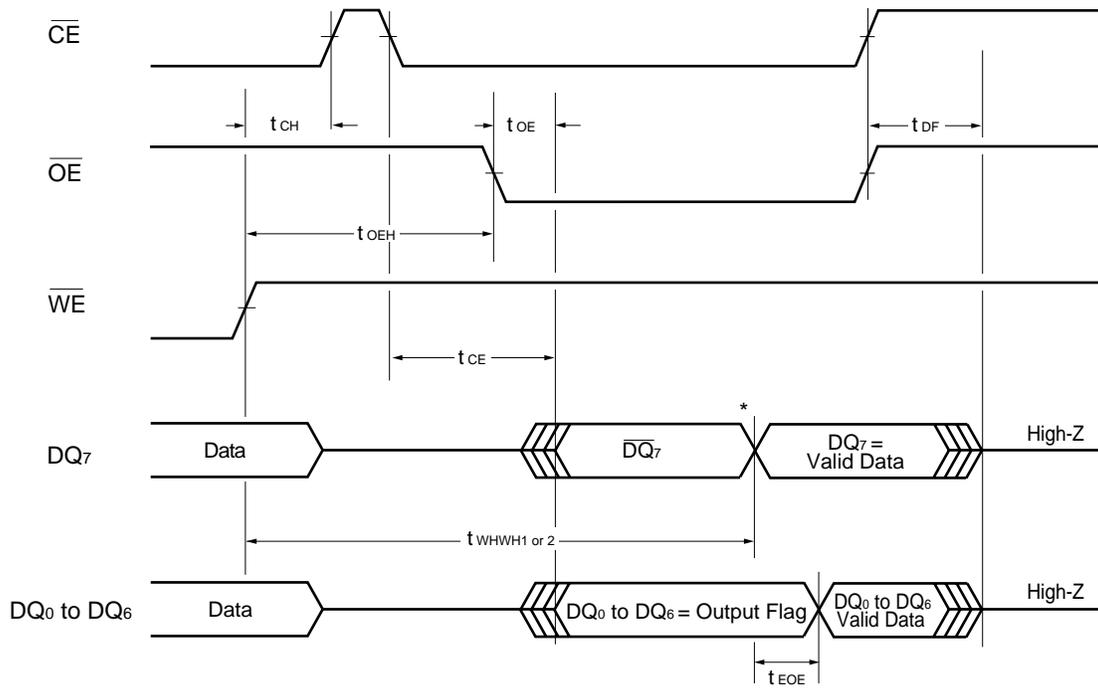 CE
t CH
t OE
t DF
OE
t OEH
WE
t CE
*
DQ7
Data
DQ7
DQ7 =
Valid Data
High-Z
t WHWH1 or 2
DQ0 to DQ6
Data
DQ0 to DQ6 = Output Flag
DQ0 to DQ6
Valid Data
High-Z
t EOE